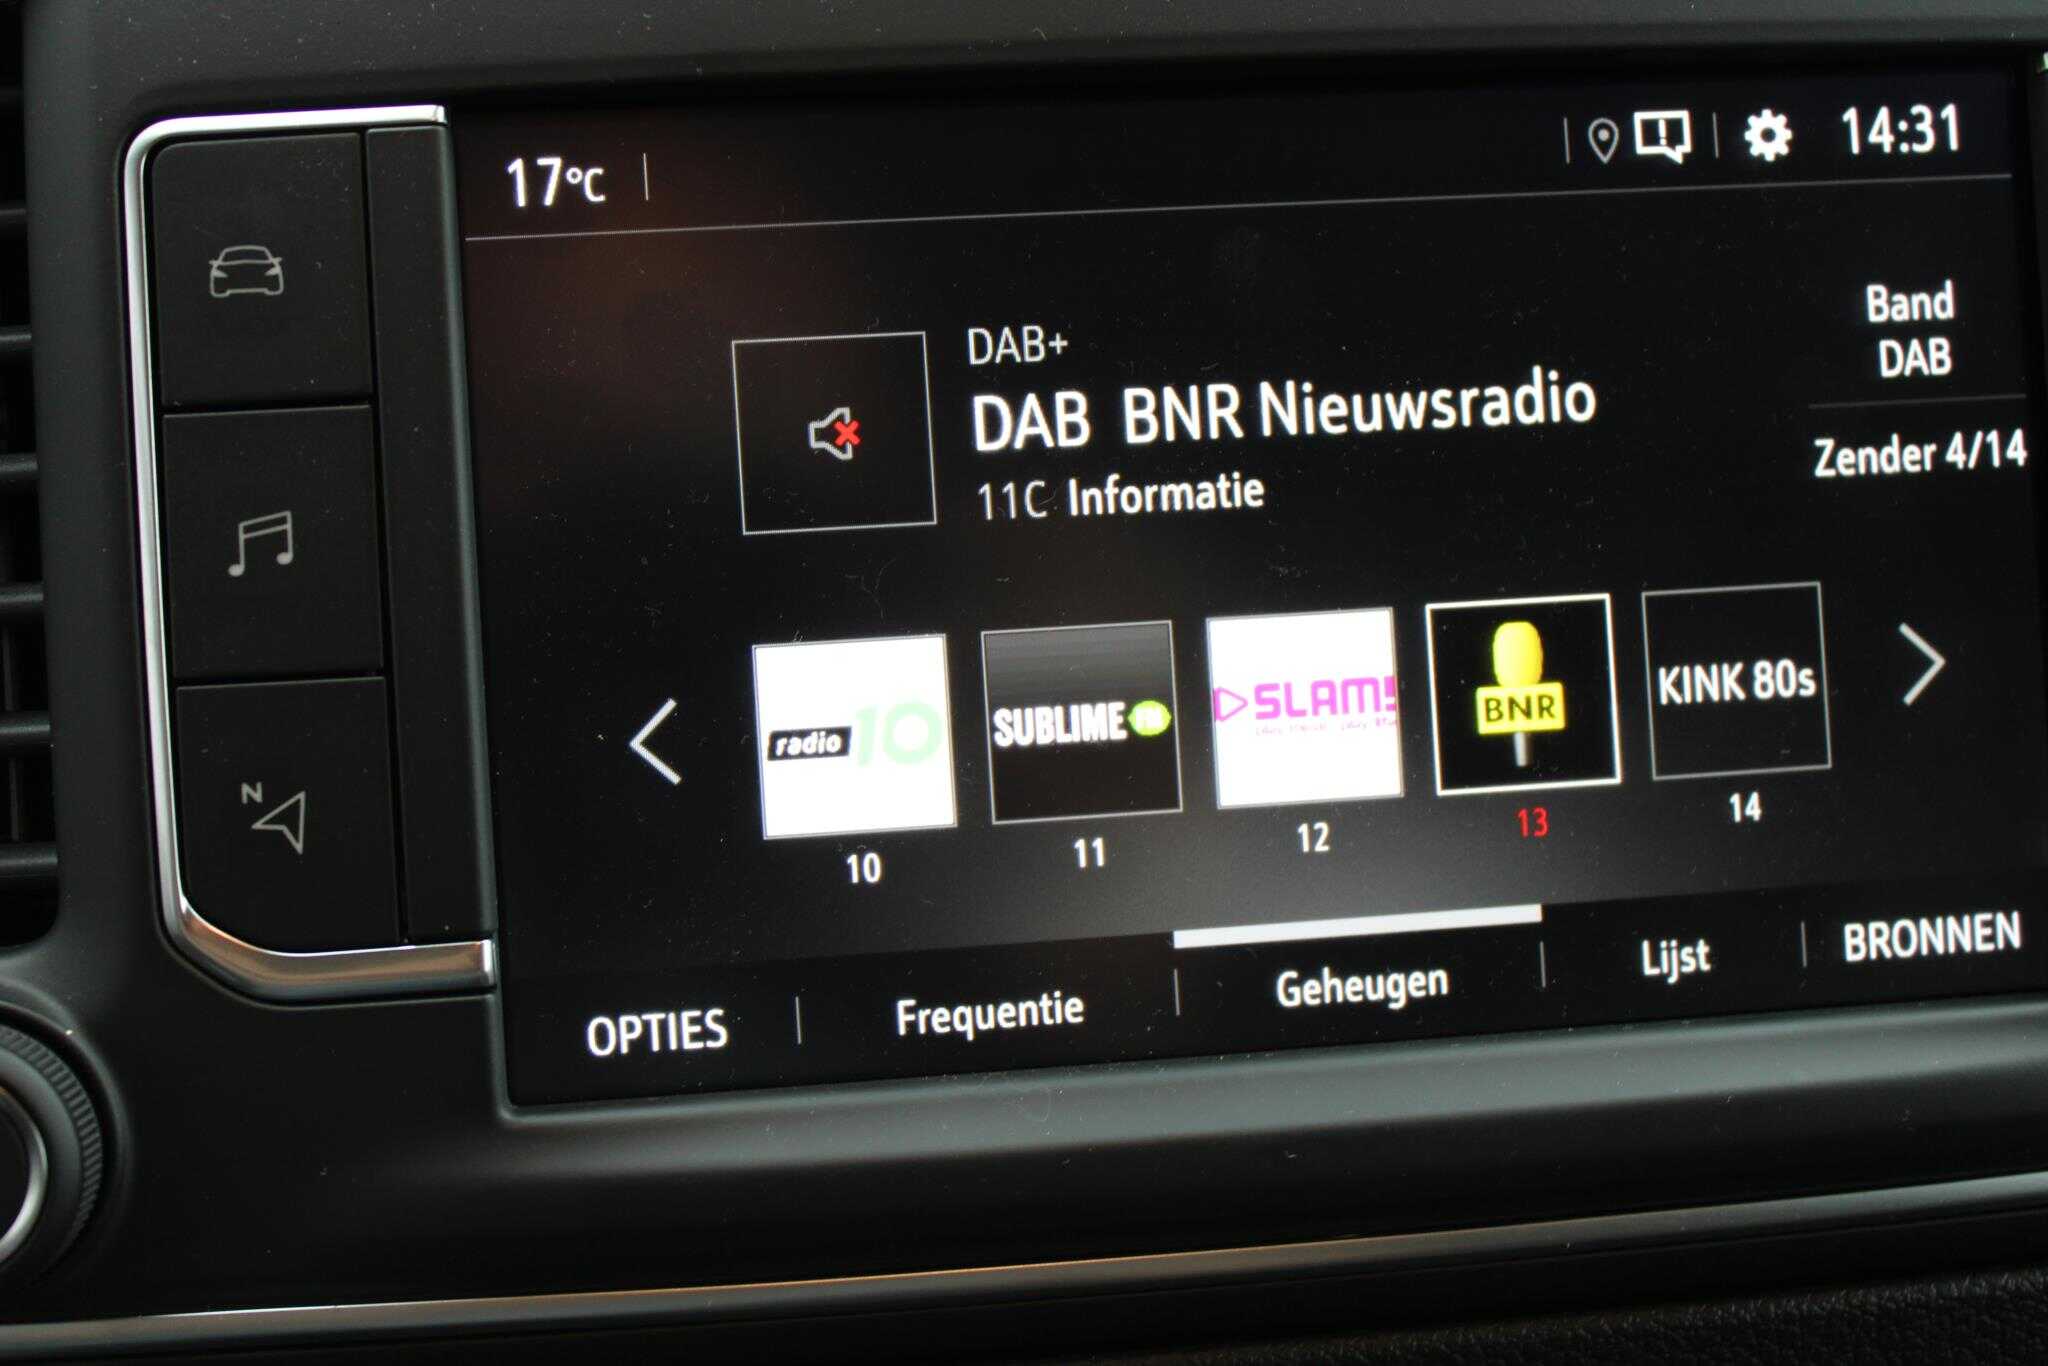 17°C
14:31
Band
DAB
Zender 4/14
DAB+
DAB BNR Nieuwsradio
11C Informatie
radio 10
SUBLIME FM
SLAM!
BNR
KINK 80s
10
11
12
13
14
OPTIES
Frequentie
Geheugen
Lijst
BRONNEN
N